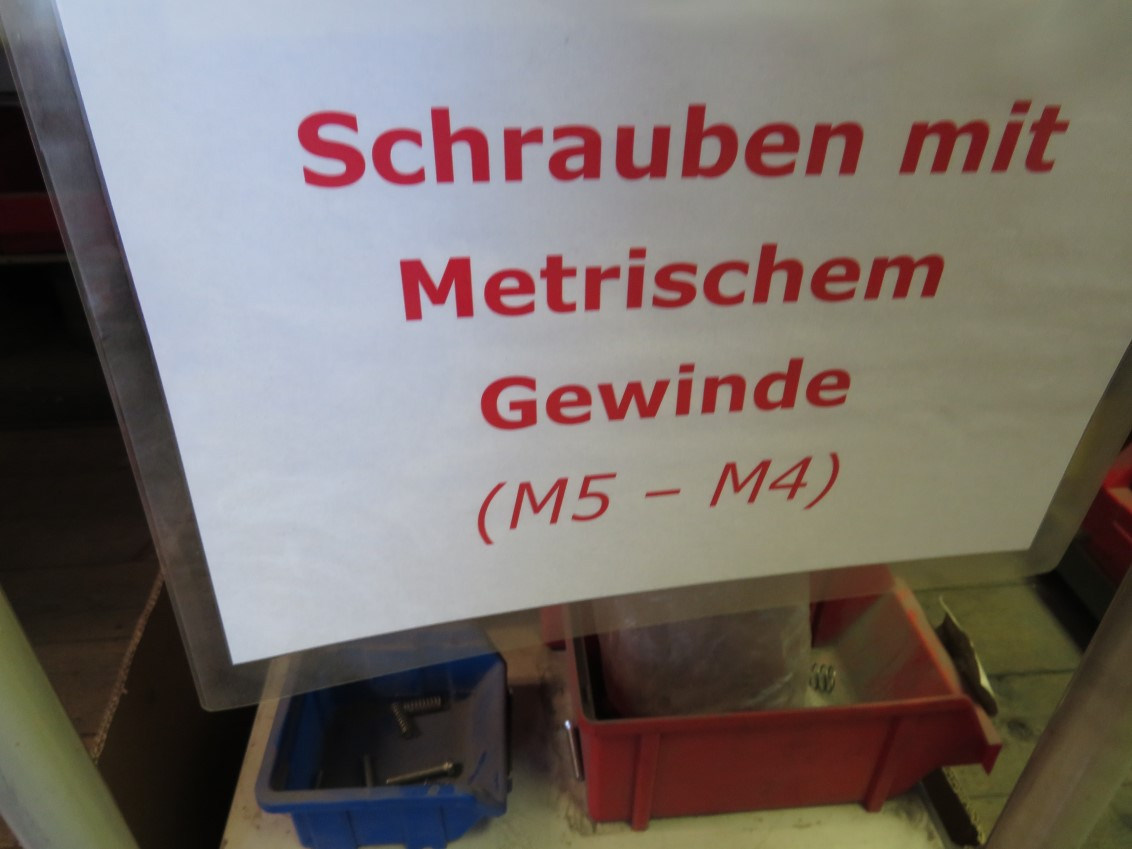 Schrauben mit
Metrischem
Gewinde
(M5 – M4)